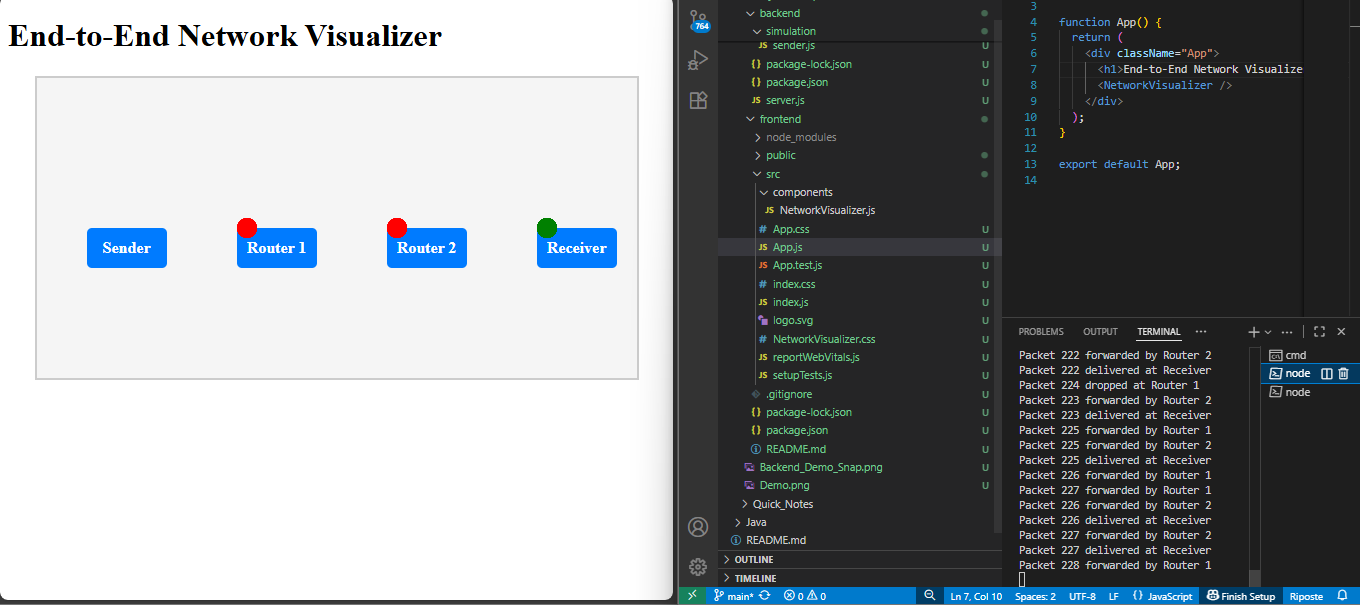 End-to-End Network Visualizer
Sender
Router 1
Router 2
Receiver
764
backend
simulation
JS sender.js U
{} package-lock.json U
{} package.json U
JS server.js U
frontend
node_modules
public
src
components
JS NetworkVisualizer.js
# App.css U
JS App.js U
JS App.test.js U
# index.css U
JS index.js U
logo.svg U
# NetworkVisualizer.css U
JS reportWebVitals.js U
JS setupTests.js U
.gitignore U
{} package-lock.json U
{} package.json U
README.md U
Backend_Demo_Snap.png U
Demo.png U
Quick_Notes
Java
README.md
OUTLINE
TIMELINE
3
4 function App() {
5 return (
6 <div className="App">
7 <h1>End-to-End Network Visualize
8 <NetworkVisualizer />
9 </div>
10 );
11 }
12
13 export default App;
14
PROBLEMS OUTPUT TERMINAL ···
Packet 222 forwarded by Router 2
Packet 222 delivered at Receiver
Packet 224 dropped at Router 1
Packet 223 forwarded by Router 2
Packet 223 delivered at Receiver
Packet 225 forwarded by Router 1
Packet 225 forwarded by Router 2
Packet 225 delivered at Receiver
Packet 226 forwarded by Router 1
Packet 227 forwarded by Router 1
Packet 226 forwarded by Router 2
Packet 226 delivered at Receiver
Packet 227 forwarded by Router 2
Packet 227 delivered at Receiver
Packet 228 forwarded by Router 1
cmd
node
node
main* 0 0 Ln 7, Col 10 Spaces: 2 UTF-8 LF {} JavaScript Finish Setup Riposte